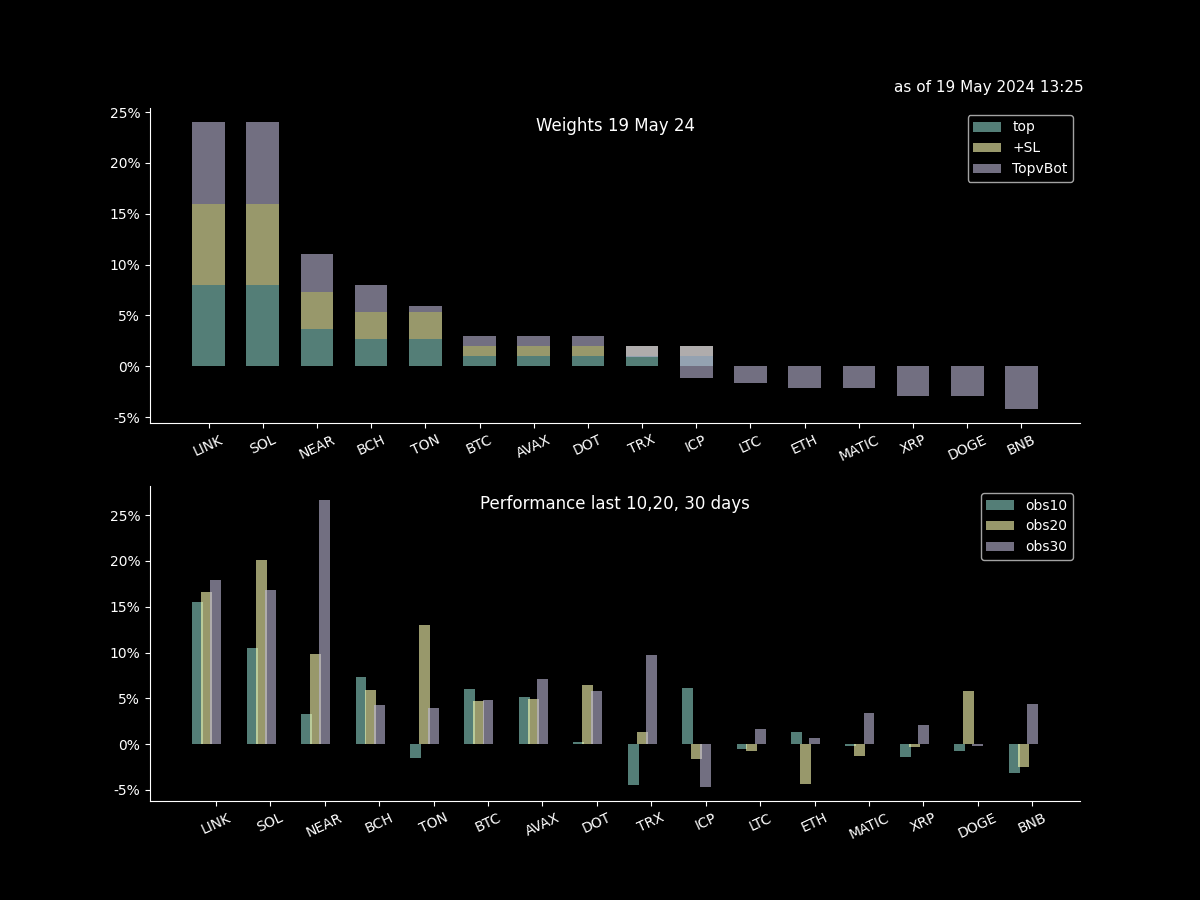 as of 19 May 2024 13:25
Weights 19 May 24
top
+SL
TopvBot
25%
20%
15%
10%
5%
0%
-5%
LINK SOL NEAR BCH TON BTC AVAX DOT TRX ICP LTC ETH MATIC XRP DOGE BNB
Performance last 10,20, 30 days
obs10
obs20
obs30
25%
20%
15%
10%
5%
0%
-5%
LINK SOL NEAR BCH TON BTC AVAX DOT TRX ICP LTC ETH MATIC XRP DOGE BNB